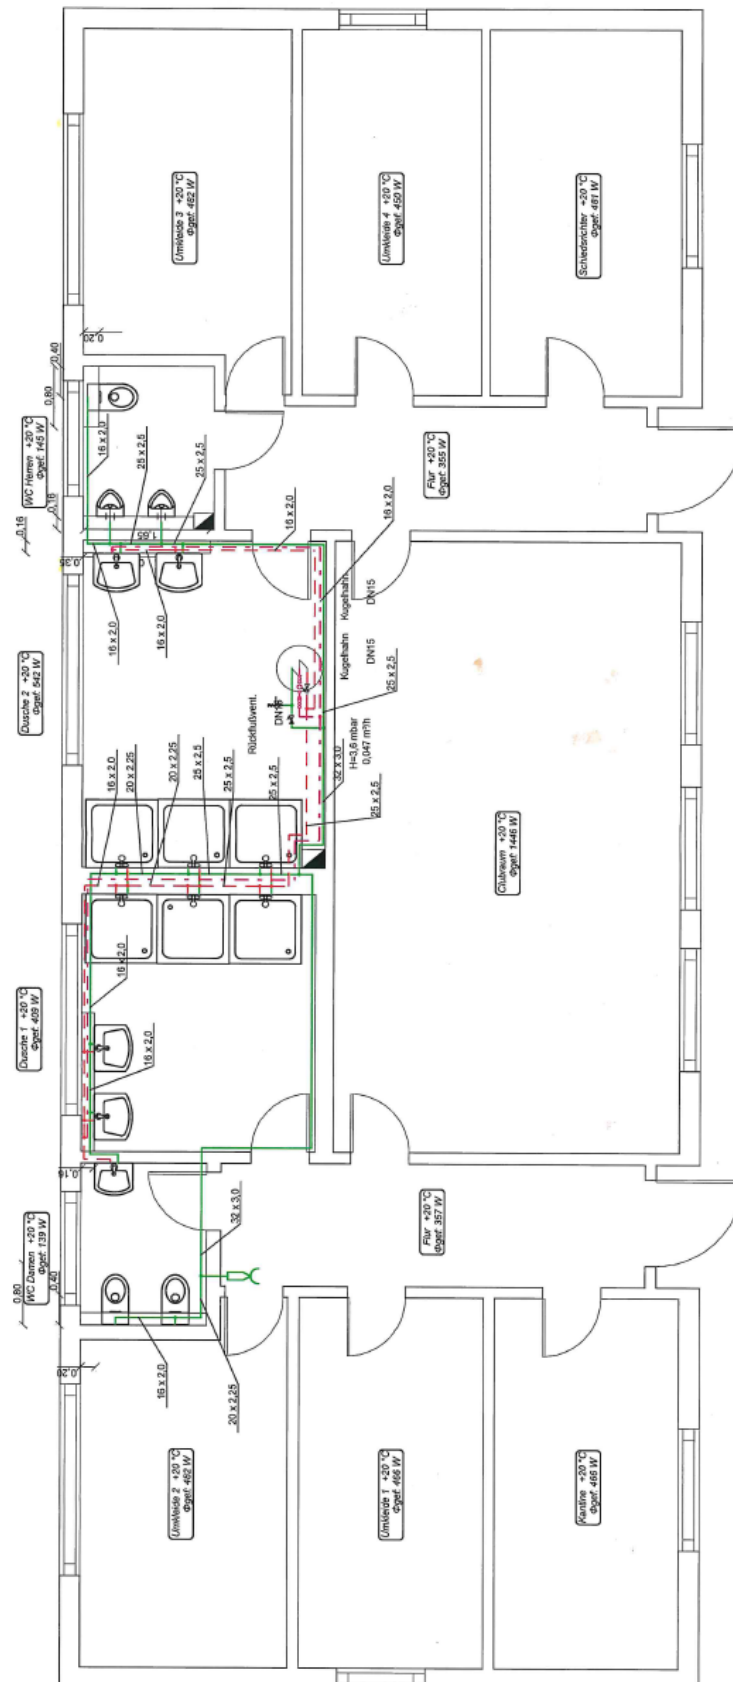 Umkleide 3 +20 °C
Φgef: 482 W
Umkleide 4 +20 °C
Φgef: 450 W
Schiedsrichter +20 °C
Φgef: 481 W
0,20
0,40
0,80
WC Herren +20 °C
Φgef: 145 W
0,16
0,16
16 x 2,0
25 x 2,5
25 x 2,5
Flur +20 °C
Φgef: 355 W
1,65
0,35
16 x 2,0
16 x 2,0
16 x 2,0
16 x 2,0
Kugelhahn
DN15
Kugelhahn
DN15
Dusche 2 +20 °C
Φgef: 542 W
Rückflußvent.
DN15
25 x 2,5
32 x 3,0
H=3,6 mbar
0,047 m³/h
25 x 2,5
16 x 2,0
20 x 2,25
20 x 2,25
25 x 2,5
25 x 2,5
25 x 2,5
Clubraum +20 °C
Φgef: 1446 W
Dusche 1 +20 °C
Φgef: 409 W
16 x 2,0
16 x 2,0
0,16
WC Damen +20 °C
Φgef: 139 W
0,80
0,40
32 x 3,0
Flur +20 °C
Φgef: 357 W
0,20
16 x 2,0
20 x 2,25
Umkleide 2 +20 °C
Φgef: 482 W
Umkleide 1 +20 °C
Φgef: 466 W
Kantine +20 °C
Φgef: 466 W